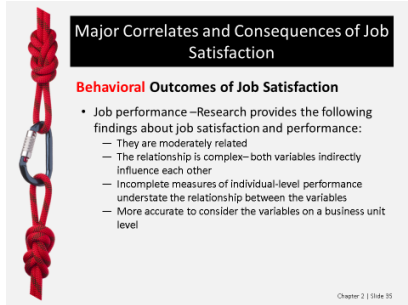 Major Correlates and Consequences of Job
Satisfaction
Behavioral Outcomes of Job Satisfaction
• Job performance –Research provides the following
findings about job satisfaction and performance:
— They are moderately related
— The relationship is complex– both variables indirectly
influence each other
— Incomplete measures of individual-level performance
understate the relationship between the variables
— More accurate to consider the variables on a business unit
level
Chapter 2 | Slide 35